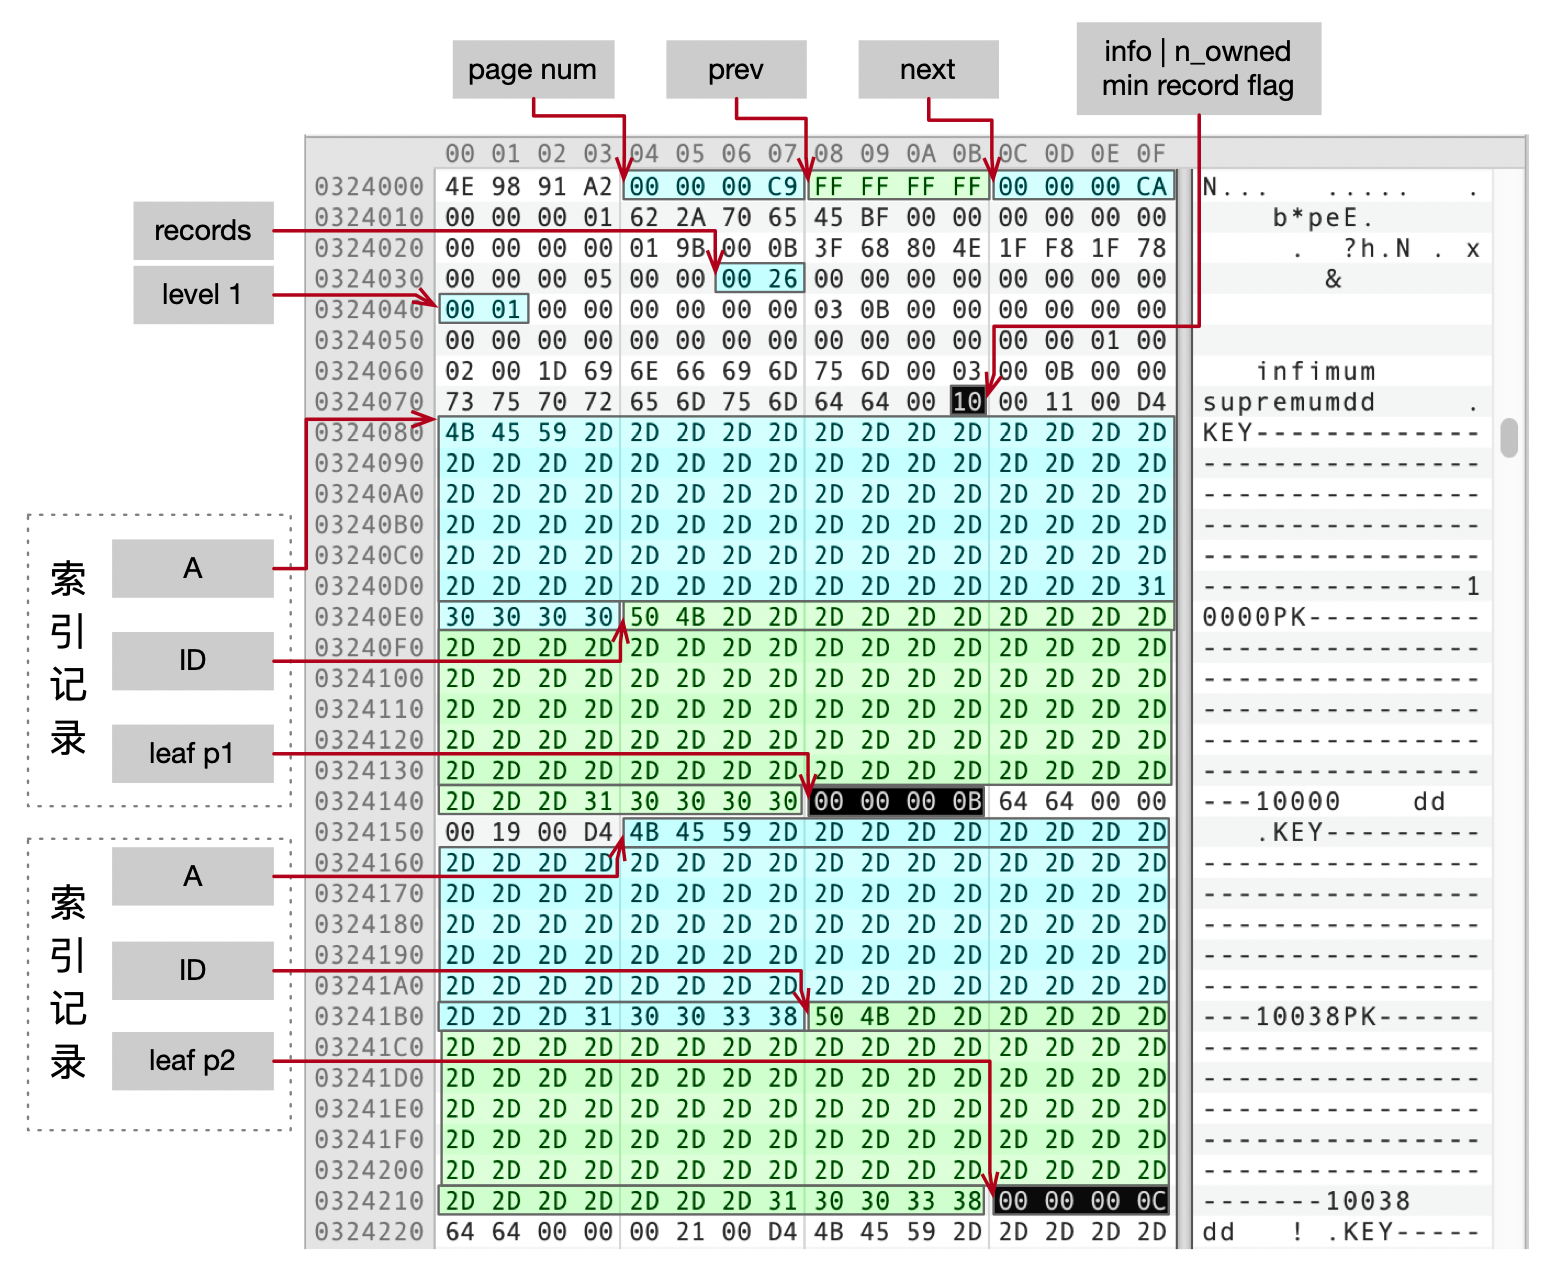 page num
prev
next
info | n_owned
min record flag
00 01 02 03 04 05 06 07 08 09 0A 0B 0C 0D 0E 0F
0324000 4E 98 91 A2 00 00 00 C9 FF FF FF FF 00 00 00 CA N... ..... .
0324010 00 00 00 01 62 2A 70 65 45 BF 00 00 00 00 00 00 b*peE.
0324020 00 00 00 00 01 9B 00 0B 3F 68 80 4E 1F F8 1F 78 . ?h.N . x
0324030 00 00 00 05 00 00 00 26 00 00 00 00 00 00 00 00 &
0324040 00 01 00 00 00 00 00 00 03 0B 00 00 00 00 00 00
0324050 00 00 00 00 00 00 00 00 00 00 00 00 00 00 01 00
0324060 02 00 1D 69 6E 66 69 6D 75 6D 00 03 00 0B 00 00 infimum
0324070 73 75 70 72 65 6D 75 6D 64 64 00 10 00 11 00 D4 supremumdd .
0324080 4B 45 59 2D 2D 2D 2D 2D 2D 2D 2D 2D 2D 2D 2D 2D KEY-------------
0324090 2D 2D 2D 2D 2D 2D 2D 2D 2D 2D 2D 2D 2D 2D 2D 2D ----------------
03240A0 2D 2D 2D 2D 2D 2D 2D 2D 2D 2D 2D 2D 2D 2D 2D 2D ----------------
03240B0 2D 2D 2D 2D 2D 2D 2D 2D 2D 2D 2D 2D 2D 2D 2D 2D ----------------
03240C0 2D 2D 2D 2D 2D 2D 2D 2D 2D 2D 2D 2D 2D 2D 2D 2D ----------------
03240D0 2D 2D 2D 2D 2D 2D 2D 2D 2D 2D 2D 2D 2D 2D 2D 31 ---------------1
03240E0 30 30 30 30 50 4B 2D 2D 2D 2D 2D 2D 2D 2D 2D 2D 0000PK----------
03240F0 2D 2D 2D 2D 2D 2D 2D 2D 2D 2D 2D 2D 2D 2D 2D 2D ----------------
0324100 2D 2D 2D 2D 2D 2D 2D 2D 2D 2D 2D 2D 2D 2D 2D 2D ----------------
0324110 2D 2D 2D 2D 2D 2D 2D 2D 2D 2D 2D 2D 2D 2D 2D 2D ----------------
0324120 2D 2D 2D 2D 2D 2D 2D 2D 2D 2D 2D 2D 2D 2D 2D 2D ----------------
0324130 2D 2D 2D 2D 2D 2D 2D 2D 2D 2D 2D 2D 2D 2D 2D 2D ----------------
0324140 2D 2D 2D 31 30 30 30 30 00 00 00 0B 64 64 00 00 ---10000 dd
0324150 00 19 00 D4 4B 45 59 2D 2D 2D 2D 2D 2D 2D 2D 2D .KEY---------
0324160 2D 2D 2D 2D 2D 2D 2D 2D 2D 2D 2D 2D 2D 2D 2D 2D ----------------
0324170 2D 2D 2D 2D 2D 2D 2D 2D 2D 2D 2D 2D 2D 2D 2D 2D ----------------
0324180 2D 2D 2D 2D 2D 2D 2D 2D 2D 2D 2D 2D 2D 2D 2D 2D ----------------
0324190 2D 2D 2D 2D 2D 2D 2D 2D 2D 2D 2D 2D 2D 2D 2D 2D ----------------
03241A0 2D 2D 2D 2D 2D 2D 2D 2D 2D 2D 2D 2D 2D 2D 2D 2D ----------------
03241B0 2D 2D 2D 31 30 30 33 38 50 4B 2D 2D 2D 2D 2D 2D ---10038PK------
03241C0 2D 2D 2D 2D 2D 2D 2D 2D 2D 2D 2D 2D 2D 2D 2D 2D ----------------
03241D0 2D 2D 2D 2D 2D 2D 2D 2D 2D 2D 2D 2D 2D 2D 2D 2D ----------------
03241E0 2D 2D 2D 2D 2D 2D 2D 2D 2D 2D 2D 2D 2D 2D 2D 2D ----------------
03241F0 2D 2D 2D 2D 2D 2D 2D 2D 2D 2D 2D 2D 2D 2D 2D 2D ----------------
0324200 2D 2D 2D 2D 2D 2D 2D 2D 2D 2D 2D 2D 2D 2D 2D 2D ----------------
0324210 2D 2D 2D 2D 2D 2D 2D 31 30 30 33 38 00 00 00 0C -------10038
0324220 64 64 00 00 00 21 00 D4 4B 45 59 2D 2D 2D 2D 2D dd ! .KEY-----
records
level 1
索引记录
A
ID
leaf p1
索引记录
A
ID
leaf p2